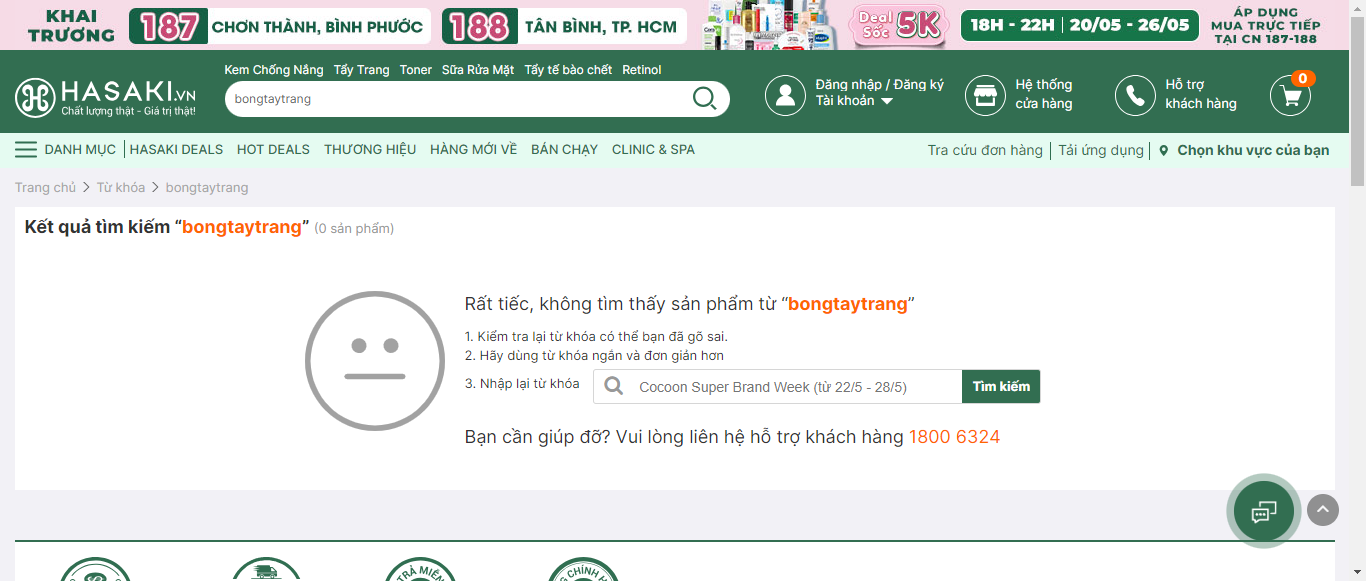 KHAI TRƯƠNG
187 CHƠN THÀNH, BÌNH PHƯỚC
188 TÂN BÌNH, TP. HCM
Deal Sốc 5K
18H - 22H | 20/05 - 26/05
ÁP DỤNG
MUA TRỰC TIẾP
TẠI CN 187-188
HASAKI.VN
Chất lượng thật - Giá trị thật!
Kem Chống Nắng Tẩy Trang Toner Sữa Rửa Mặt Tẩy tế bào chết Retinol
bongtaytrang
Đăng nhập / Đăng ký
Tài khoản
Hệ thống
cửa hàng
Hỗ trợ
khách hàng
0
DANH MỤC HASAKI DEALS HOT DEALS THƯƠNG HIỆU HÀNG MỚI VỀ BÁN CHẠY CLINIC & SPA
Tra cứu đơn hàng Tải ứng dụng Chọn khu vực của bạn
Trang chủ > Từ khóa > bongtaytrang
Kết quả tìm kiếm “bongtaytrang” (0 sản phẩm)
Rất tiếc, không tìm thấy sản phẩm từ “bongtaytrang”
1. Kiểm tra lại từ khóa có thể bạn đã gõ sai.
2. Hãy dùng từ khóa ngắn và đơn giản hơn
3. Nhập lại từ khóa Cocoon Super Brand Week (từ 22/5 - 28/5) Tìm kiếm
Bạn cần giúp đỡ? Vui lòng liên hệ hỗ trợ khách hàng 1800 6324